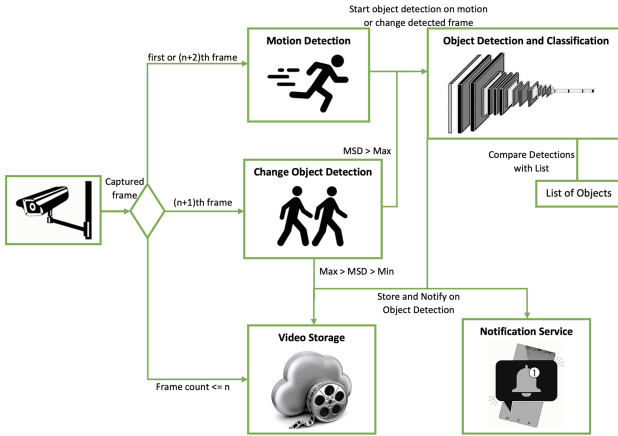 Start object detection on motion
or change detected frame
Motion Detection
Object Detection and Classification
first or (n+2)th frame
MSD > Max
Compare Detections
with List
List of Objects
Captured
frame
Change Object Detection
(n+1)th frame
Max > MSD > Min
Store and Notify on
Object Detection
Video Storage
Notification Service
1
Frame count <= n